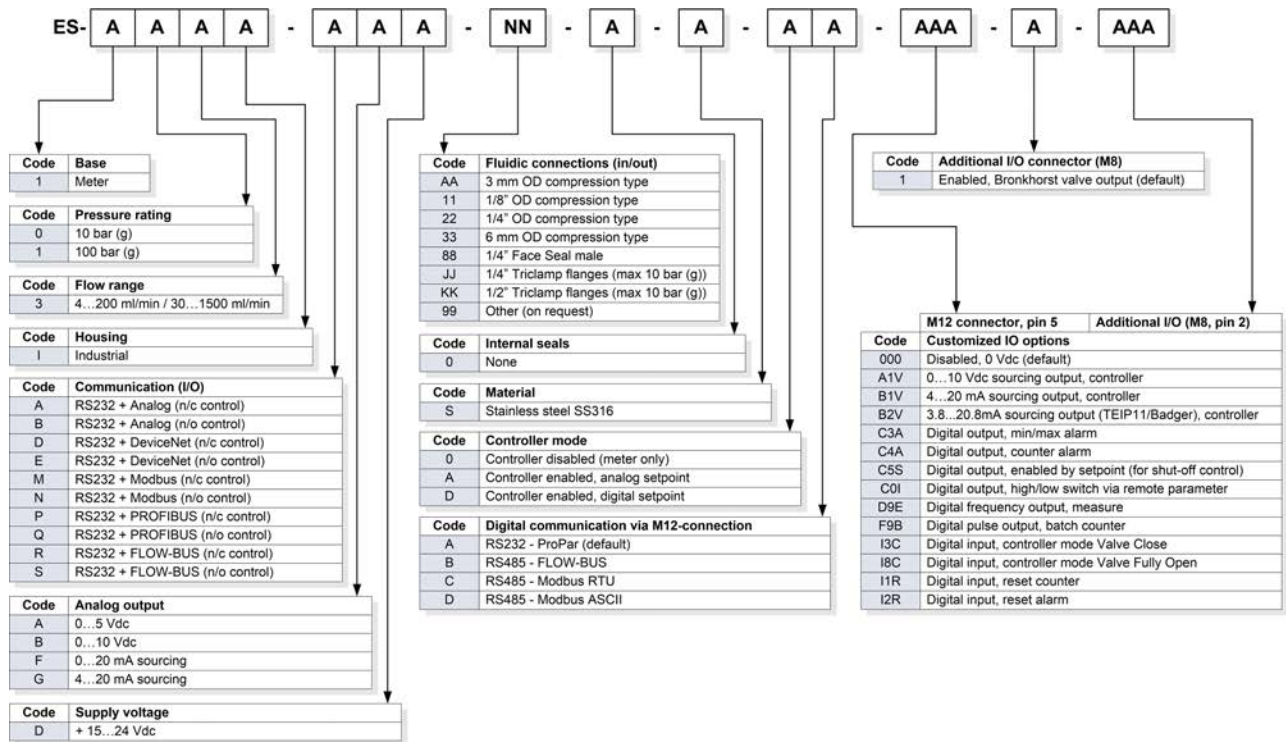 ES- A A A A - A A A - NN - A - A - A A - AAA - A - AAA
Code Base
1 Meter
Code Pressure rating
0 10 bar (g)
1 100 bar (g)
Code Flow range
3 4…200 ml/min / 30…1500 ml/min
Code Housing
I Industrial
Code Communication (I/O)
A RS232 + Analog (n/c control)
B RS232 + Analog (n/o control)
D RS232 + DeviceNet (n/c control)
E RS232 + DeviceNet (n/o control)
M RS232 + Modbus (n/c control)
N RS232 + Modbus (n/o control)
P RS232 + PROFIBUS (n/c control)
Q RS232 + PROFIBUS (n/o control)
R RS232 + FLOW-BUS (n/c control)
S RS232 + FLOW-BUS (n/o control)
Code Analog output
A 0…5 Vdc
B 0…10 Vdc
F 0…20 mA sourcing
G 4…20 mA sourcing
Code Supply voltage
D + 15…24 Vdc
Code Fluidic connections (in/out)
AA 3 mm OD compression type
11 1/8" OD compression type
22 1/4" OD compression type
33 6 mm OD compression type
88 1/4" Face Seal male
JJ 1/4" Triclamp flanges (max 10 bar (g))
KK 1/2" Triclamp flanges (max 10 bar (g))
99 Other (on request)
Code Internal seals
0 None
Code Material
S Stainless steel SS316
Code Controller mode
0 Controller disabled (meter only)
A Controller enabled, analog setpoint
D Controller enabled, digital setpoint
Code Digital communication via M12-connection
A RS232 - ProPar (default)
B RS485 - FLOW-BUS
C RS485 - Modbus RTU
D RS485 - Modbus ASCII
Code Additional I/O connector (M8)
1 Enabled, Bronkhorst valve output (default)
M12 connector, pin 5 Additional I/O (M8, pin 2)
Code Customized IO options
000 Disabled, 0 Vdc (default)
A1V 0…10 Vdc sourcing output, controller
B1V 4…20 mA sourcing output, controller
B2V 3.8…20.8mA sourcing output (TEIP11/Badger), controller
C3A Digital output, min/max alarm
C4A Digital output, counter alarm
C5S Digital output, enabled by setpoint (for shut-off control)
C0I Digital output, high/low switch via remote parameter
D9E Digital frequency output, measure
F9B Digital pulse output, batch counter
I3C Digital input, controller mode Valve Close
I8C Digital input, controller mode Valve Fully Open
I1R Digital input, reset counter
I2R Digital input, reset alarm